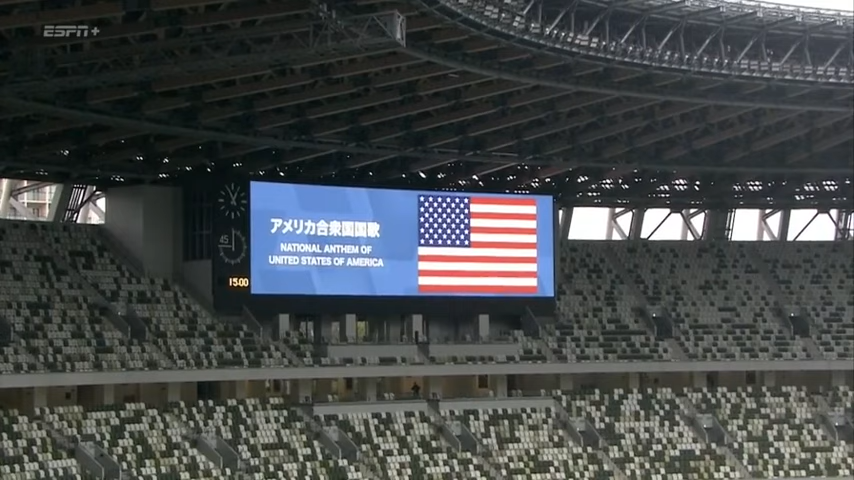 ESPN+
アメリカ合衆国国歌
NATIONAL ANTHEM OF
UNITED STATES OF AMERICA
45
15:00